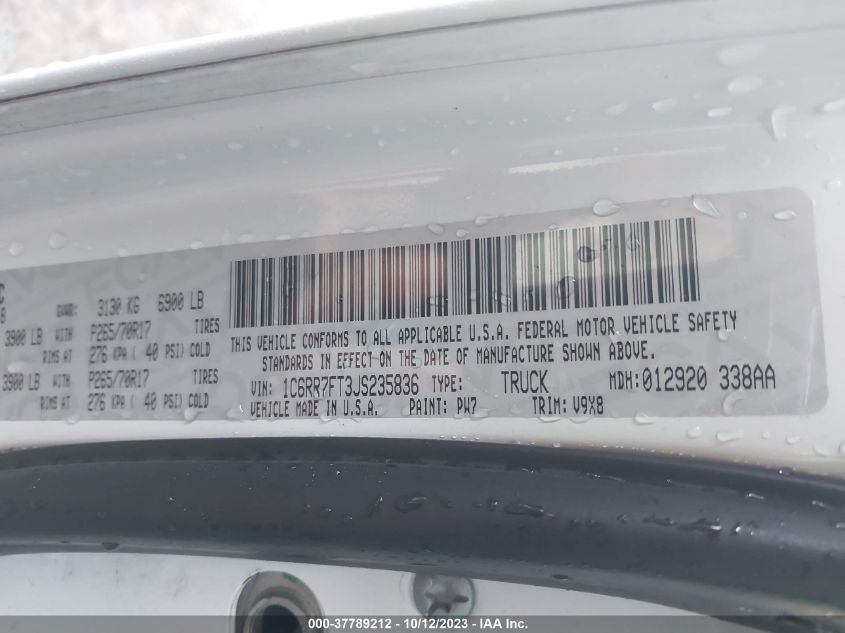 C
8
GVWR: 3130 KG 6900 LB
3900 LB WITH P265/70R17 TIRES
RIMS AT 276 KPA ( 40 PSI) COLD
3900 LB WITH P265/70R17 TIRES
RIMS AT 276 KPA ( 40 PSI) COLD
THIS VEHICLE CONFORMS TO ALL APPLICABLE U.S.A. FEDERAL MOTOR VEHICLE SAFETY
STANDARDS IN EFFECT ON THE DATE OF MANUFACTURE SHOWN ABOVE.
VIN: 1C6RR7FT3JS235836 TYPE: TRUCK MDH: 012920 338AA
VEHICLE MADE IN U.S.A. PAINT: PW7 TRIM: V9X8
000-37789212 - 10/12/2023 - IAA Inc.